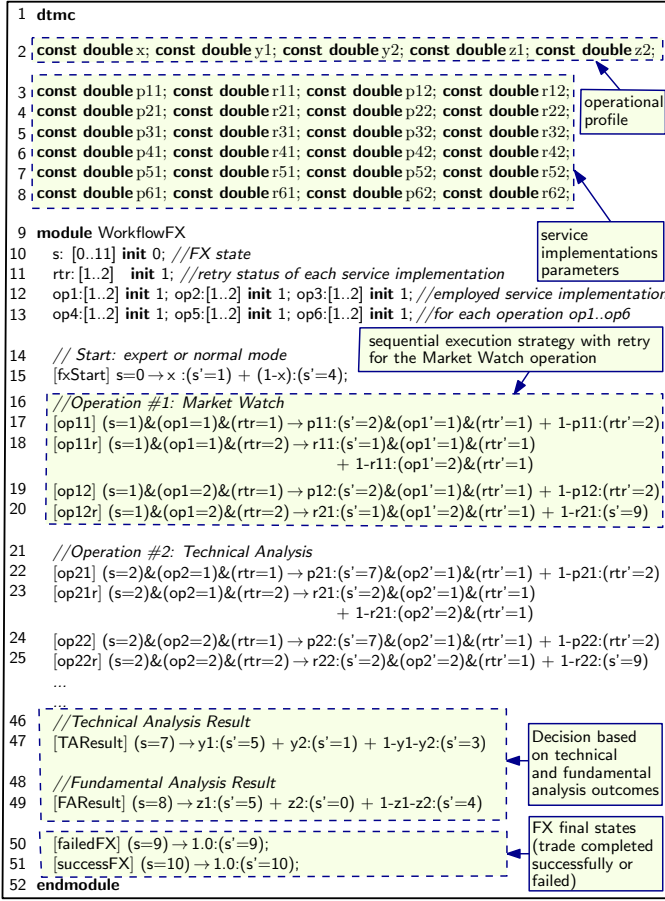 1 dtmc
2 const double x; const double y1; const double y2; const double z1; const double z2;
operational
profile
3 const double p11; const double r11; const double p12; const double r12;
4 const double p21; const double r21; const double p22; const double r22;
5 const double p31; const double r31; const double p32; const double r32;
6 const double p41; const double r41; const double p42; const double r42;
7 const double p51; const double r51; const double p52; const double r52;
8 const double p61; const double r61; const double p62; const double r62;
service
implementations
parameters
9 module WorkflowFX
10 s: [0..11] init 0; //FX state
11 rtr: [1..2] init 1; //retry status of each service implementation
12 op1:[1..2] init 1; op2:[1..2] init 1; op3:[1..2] init 1; //employed service implementation
13 op4:[1..2] init 1; op5:[1..2] init 1; op6:[1..2] init 1; //for each operation op1..op6
sequential execution strategy with retry
for the Market Watch operation
14 // Start: expert or normal mode
15 [fxStart] s=0→x :(s'=1) + (1-x):(s'=4);
16 //Operation #1: Market Watch
17 [op11] (s=1)&(op1=1)&(rtr=1)→p11:(s'=2)&(op1'=1)&(rtr'=1) + 1-p11:(rtr'=2)
18 [op11r] (s=1)&(op1=1)&(rtr=2)→r11:(s'=1)&(op1'=1)&(rtr'=1)
+ 1-r11:(op1'=2)&(rtr'=1)
19 [op12] (s=1)&(op1=2)&(rtr=1)→p12:(s'=2)&(op1'=1)&(rtr'=1) + 1-p12:(rtr'=2)
20 [op12r] (s=1)&(op1=2)&(rtr=2)→r21:(s'=1)&(op1'=2)&(rtr'=1) + 1-r21:(s'=9)
21 //Operation #2: Technical Analysis
22 [op21] (s=2)&(op2=1)&(rtr=1)→p21:(s'=7)&(op2'=1)&(rtr'=1) + 1-p21:(rtr'=2)
23 [op21r] (s=2)&(op2=1)&(rtr=2)→r21:(s'=2)&(op2'=1)&(rtr'=1)
+ 1-r21:(op2'=2)&(rtr'=1)
24 [op22] (s=2)&(op2=2)&(rtr=1)→p22:(s'=7)&(op2'=1)&(rtr'=1) + 1-p22:(rtr'=2)
25 [op22r] (s=2)&(op2=2)&(rtr=2)→r22:(s'=2)&(op2'=2)&(rtr'=1) + 1-r22:(s'=9)
...
...
46 //Technical Analysis Result
47 [TAResult] (s=7)→y1:(s'=5) + y2:(s'=1) + 1-y1-y2:(s'=3)
48 //Fundamental Analysis Result
49 [FAResult] (s=8)→z1:(s'=5) + z2:(s'=0) + 1-z1-z2:(s'=4)
Decision based
on technical
and fundamental
analysis outcomes
50 [failedFX] (s=9)→1.0:(s'=9);
51 [successFX] (s=10)→1.0:(s'=10);
52 endmodule
FX final states
(trade completed
successfully or
failed)